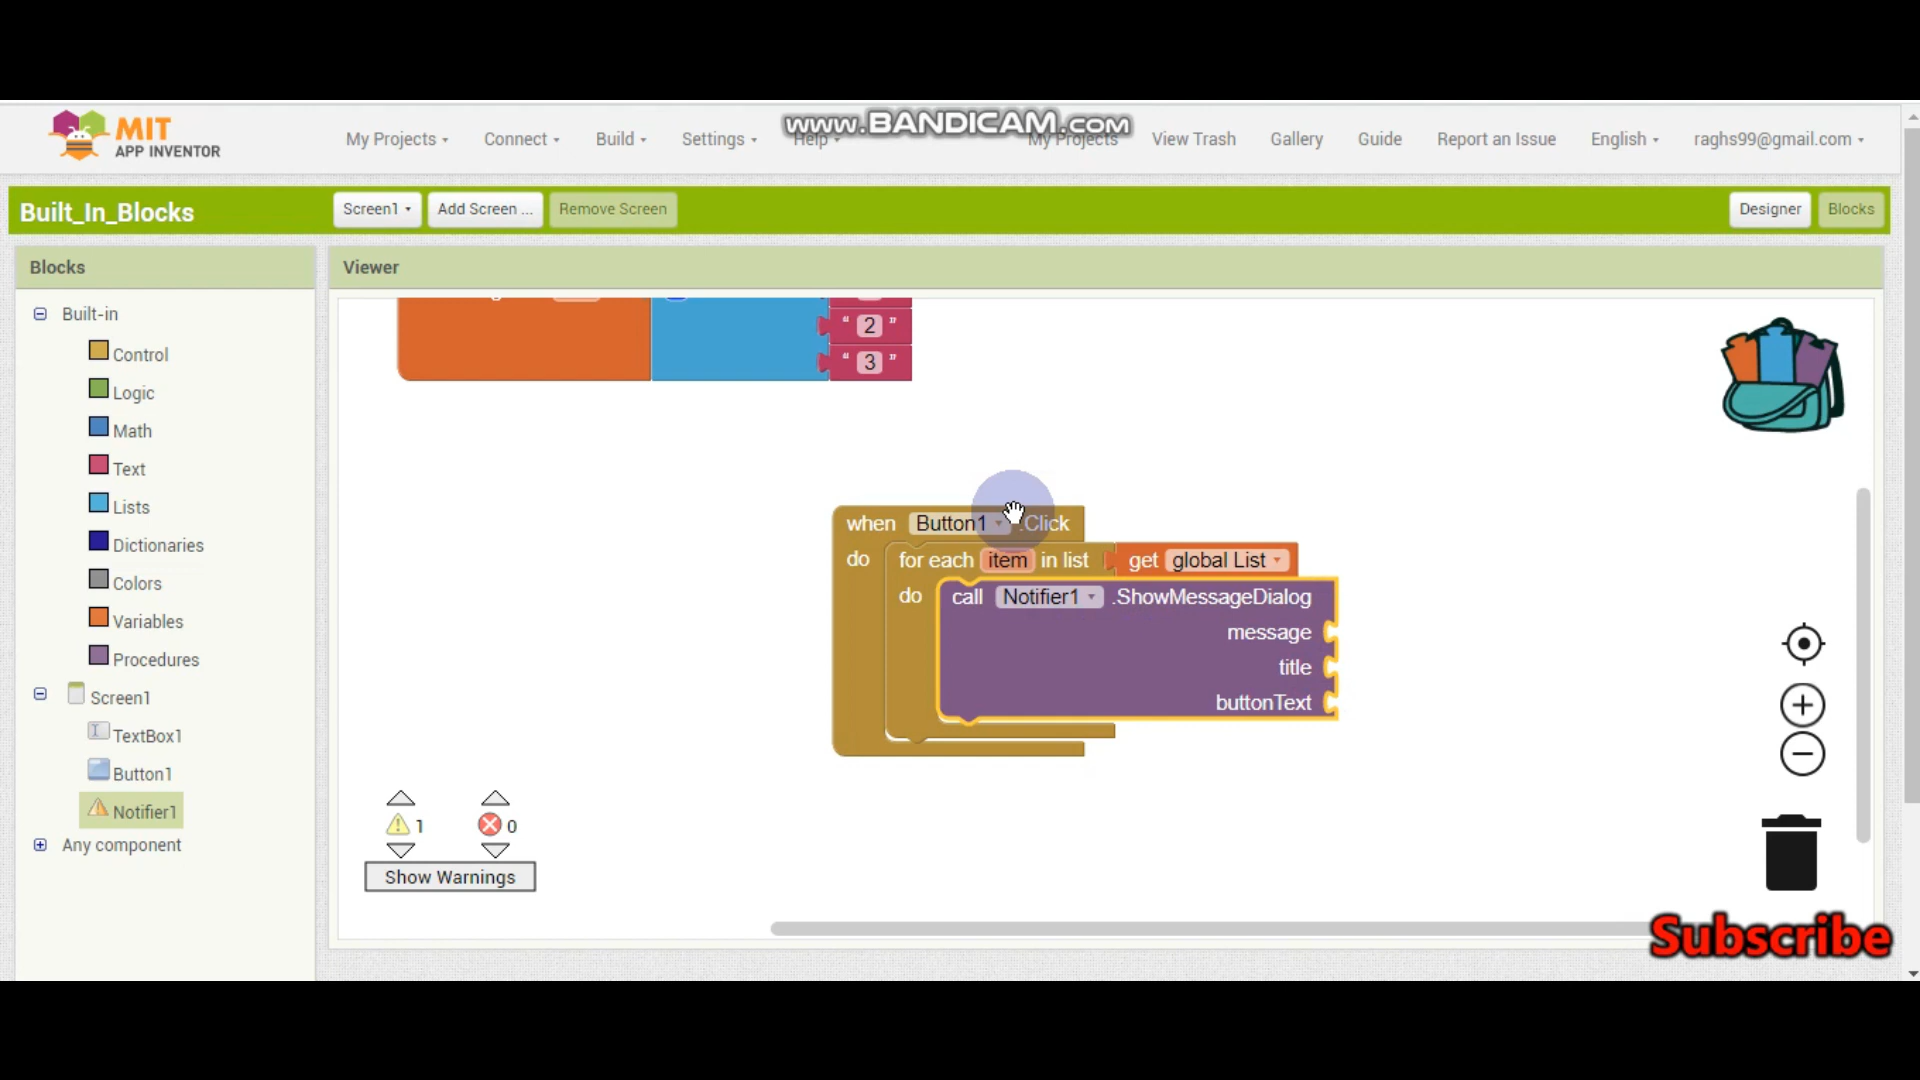 www.BANDICAM.com
MIT
APP INVENTOR
My Projects
Connect
Build
Settings
Help
My Projects
View Trash
Gallery
Guide
Report an Issue
English
raghs99@gmail.com
Built_In_Blocks
Screen1
Add Screen ...
Remove Screen
Designer
Blocks
Blocks
Viewer
Built-in
Control
Logic
Math
Text
Lists
Dictionaries
Colors
Variables
Procedures
Screen1
TextBox1
Button1
Notifier1
Any component
" 2 "
" 3 "
when Button1 .Click
do for each item in list get global List
do call Notifier1 .ShowMessageDialog
message
title
buttonText
1
0
Show Warnings
Subscribe